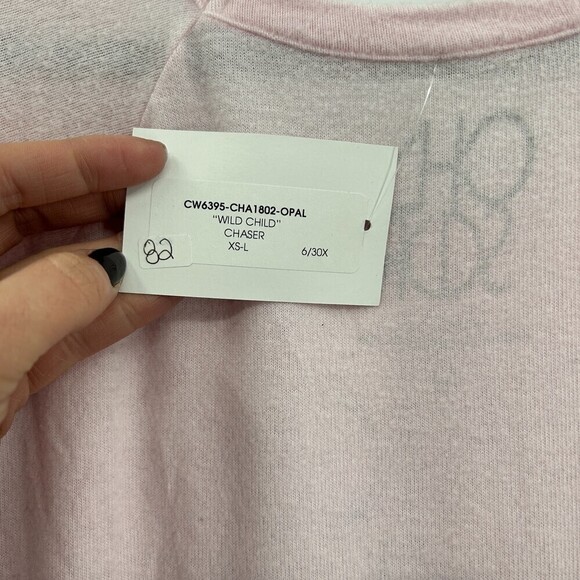 CW6395-CHA1802-OPAL
"WILD CHILD"
CHASER
XS-L
6/30X
82